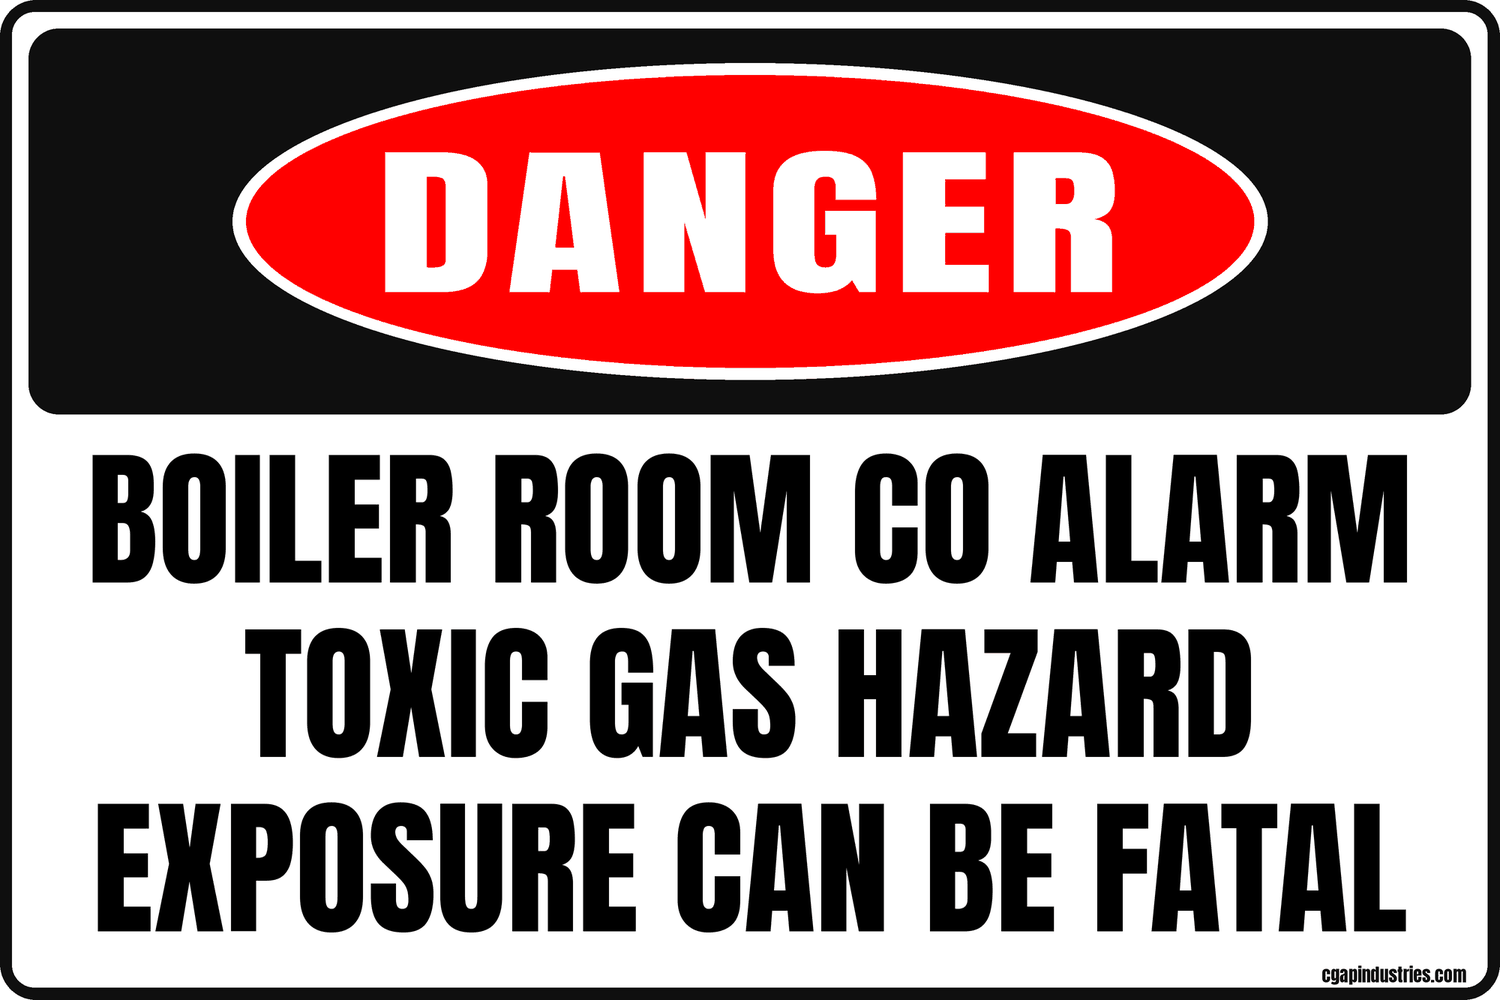 DANGER
BOILER ROOM CO ALARM
TOXIC GAS HAZARD
EXPOSURE CAN BE FATAL
cgapindustries.com